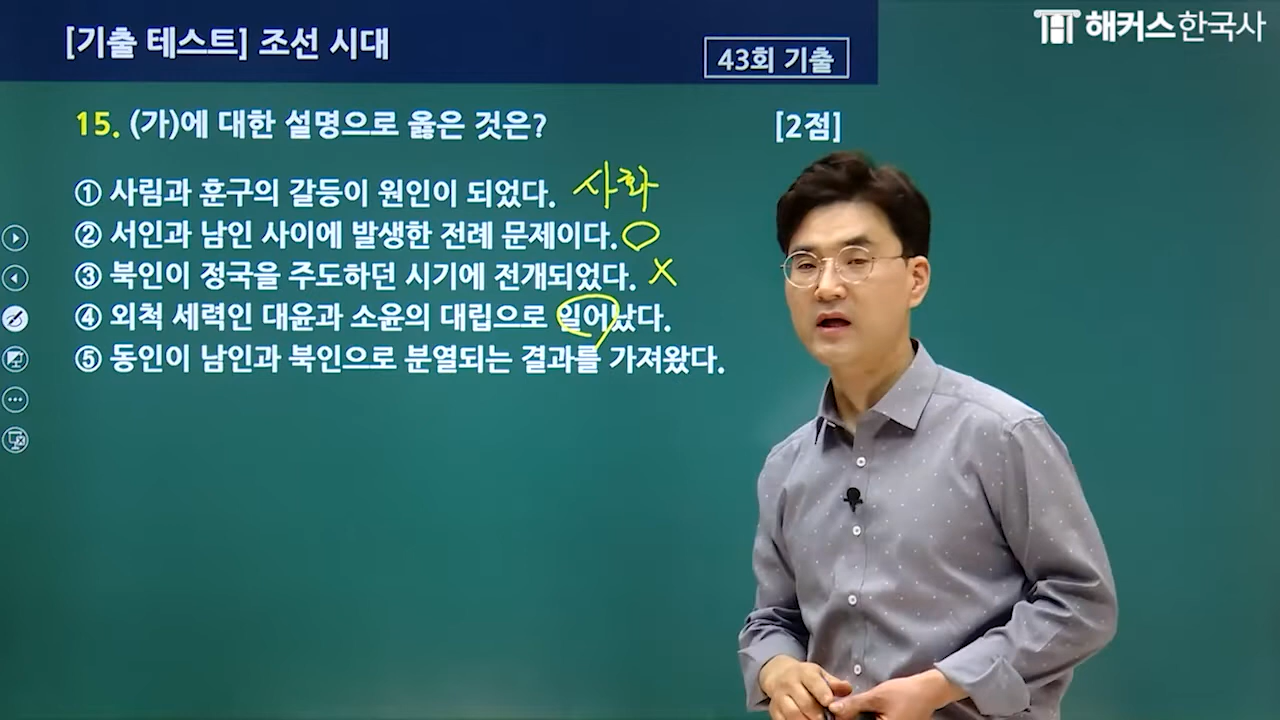 해커스한국사
[기출 테스트] 조선 시대
43회 기출
15. (가)에 대한 설명으로 옳은 것은? [2점]
① 사림과 훈구의 갈등이 원인이 되었다. 사화
② 서인과 남인 사이에 발생한 전례 문제이다. O
③ 북인이 정국을 주도하던 시기에 전개되었다. X
④ 외척 세력인 대윤과 소윤의 대립으로 일어났다.
⑤ 동인이 남인과 북인으로 분열되는 결과를 가져왔다.